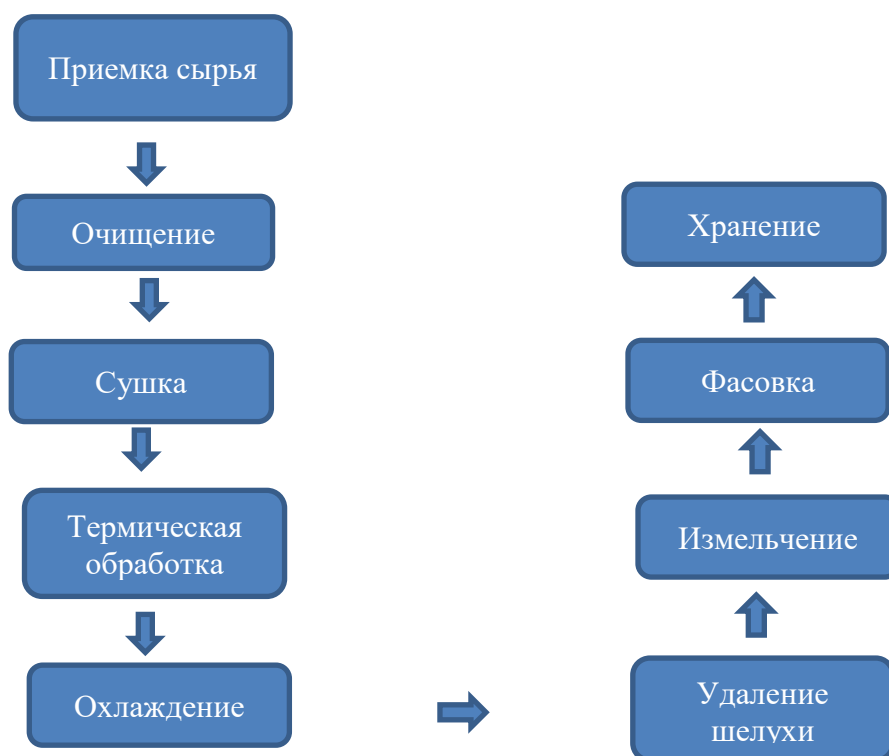 Приемка сырья
Очищение
Сушка
Термическая
обработка
Охлаждение
Удаление
шелухи
Измельчение
Фасовка
Хранение